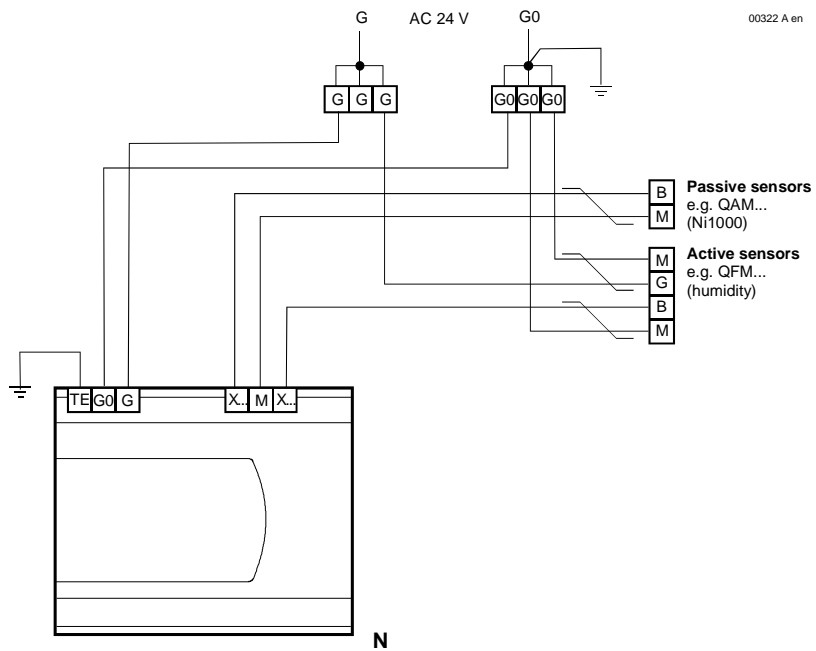 G AC 24 V G0 00322 A en
G G G G0 G0 G0
B Passive sensors
e.g. QAM...
M (Ni1000)
M Active sensors
e.g. QFM...
G (humidity)
B
M
TE G0 G X... M X...
N